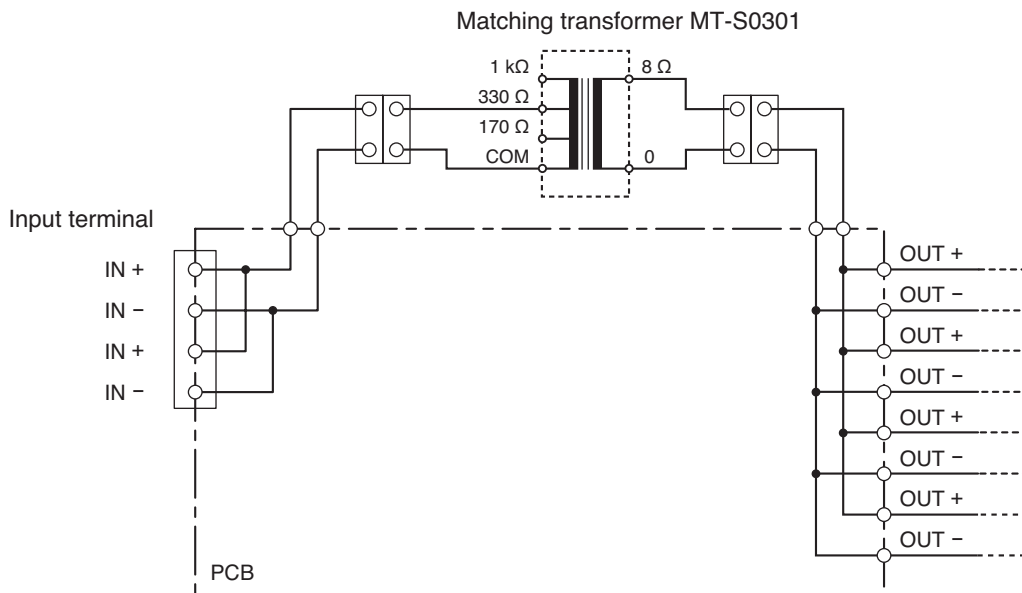 Matching transformer MT-S0301
1 kΩ
8 Ω
330 Ω
170 Ω
COM
0
Input terminal
IN +
IN −
IN +
IN −
OUT +
OUT −
OUT +
OUT −
OUT +
OUT −
OUT +
OUT −
PCB